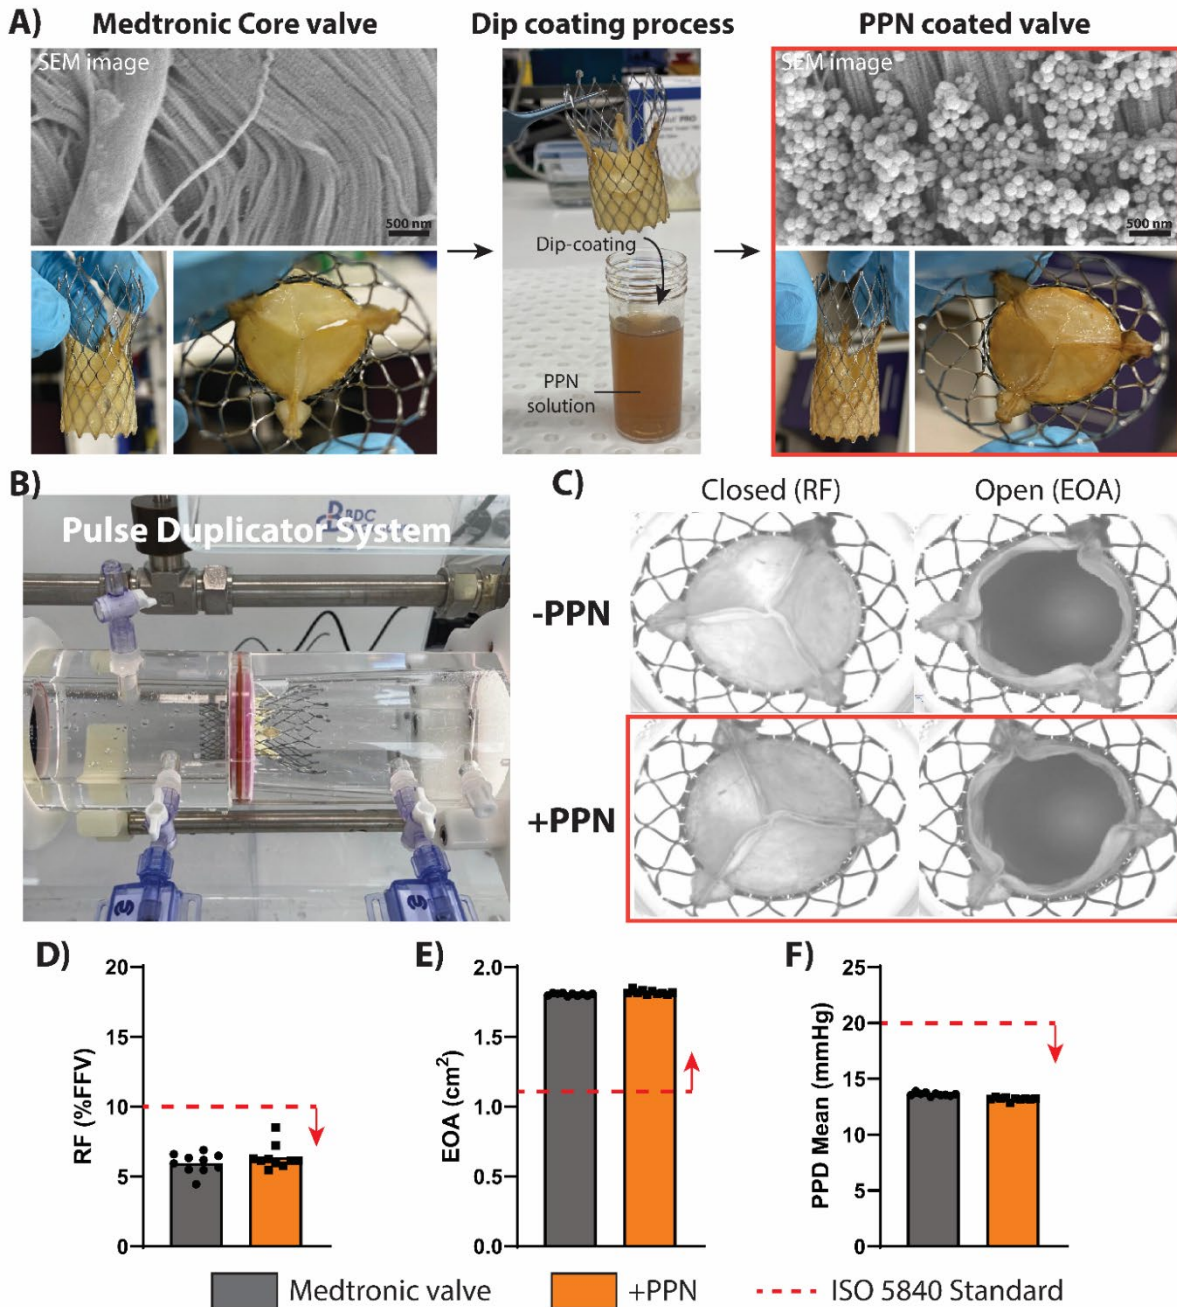 A)
Medtronic Core valve
Dip coating process
PPN coated valve
SEM image
500 nm
PRO
Dip-coating
PPN
solution
SEM image
500 nm
B)
BDC
Pulse Duplicator System
C)
Closed (RF)
Open (EOA)
-PPN
+PPN
D)
RF (%FFV)
20
15
10
5
0
E)
EOA (cm²)
2.0
1.5
1.0
0.5
0.0
F)
PPD Mean (mmHg)
25
20
15
10
5
0
Medtronic valve
+PPN
ISO 5840 Standard